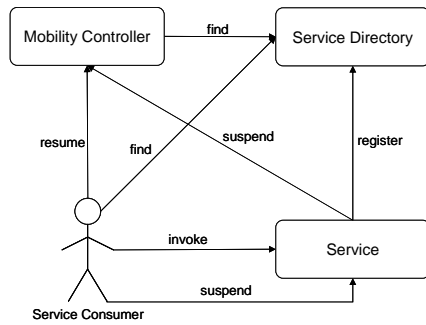 find
Mobility Controller
Service Directory
suspend
resume
find
register
invoke
Service
suspend
Service Consumer